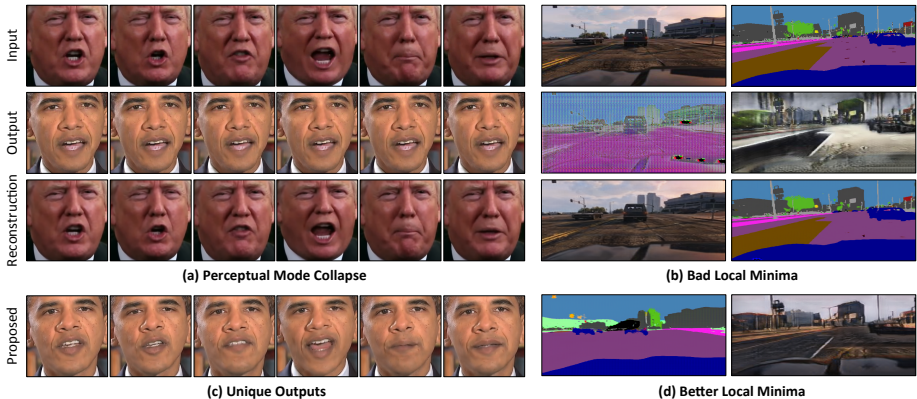 Input
Output
Reconstruction
(a) Perceptual Mode Collapse
(b) Bad Local Minima
Proposed
(c) Unique Outputs
(d) Better Local Minima